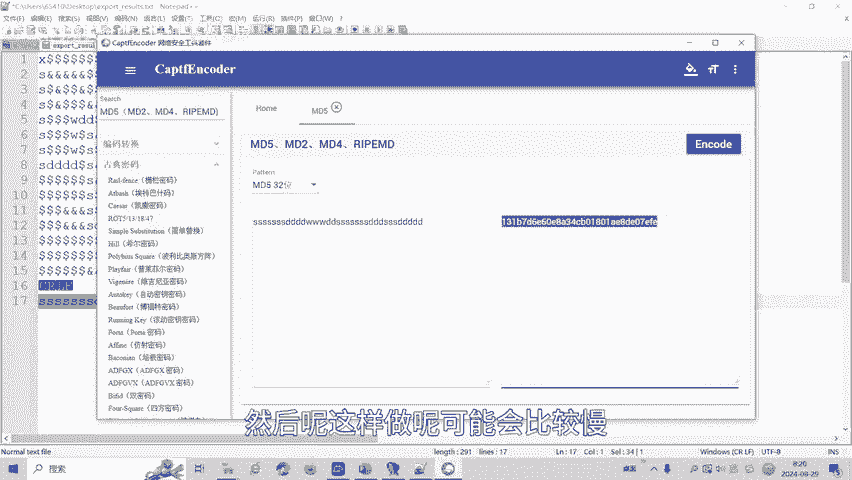 *C:\Users\65410\Desktop\export_results.txt - Notepad++
文件(F) 编辑(E) 搜索(S) 视图(V) 编码(N) 语言(L) 设置(T) 工具(O) 宏(M) 运行(R) 插件(P) 窗口(W) ?
export_resul
CaptfEncoder 网络安全工具套件
CaptfEncoder
Search
MD5（MD2、MD4、RIPEMD)
Home
MD5
编码转换
古典密码
Rail-fence（栅栏密码）
Atbash（埃特巴什码）
Caesar（凯撒密码）
ROT5/13/18/47
Sample Substitution（简单替换）
Hill（希尔密码）
Polybius Square（波利比奥斯方阵）
Playfair（普莱菲尔密码）
Vigenere（维吉尼亚密码）
Autokey（自动密钥密码）
Beaufort（博福特密码）
Running Key（滚动密钥密码）
Porta（Porta 密码）
Affine（仿射密码）
Baconian（培根密码）
ADFGX（ADFGX 密码）
ADFGVX（ADFGVX 密码）
Bifid（双密码）
Four-Square（四方密码）
MD5、MD2、MD4、RIPEMD
Encode
Pattern
MD5 32位
sssssssddddwwwddssssssdddsssddddd
131b7d6e60e8a34cb01801ae8de07efe
1 x$$$$$$$
2 s&&&&&$
3 s$&$$$&
4 s$&$$$&
5 s$$$wdd
6 s$$$w$s
7 s$$$w$s
8 sdddd$s
9
10
11
12 $$$&&&s
13
14
15 $$$$$$&
16 CRLF
17 sssssss
然后呢这样做呢可能会比较慢
Normal text file
length : 291 lines : 17
Ln : 17 Col : 1 Sel : 34 | 1
Windows (CR LF)
UTF-8
INS
搜索
8:20
2024-08-29